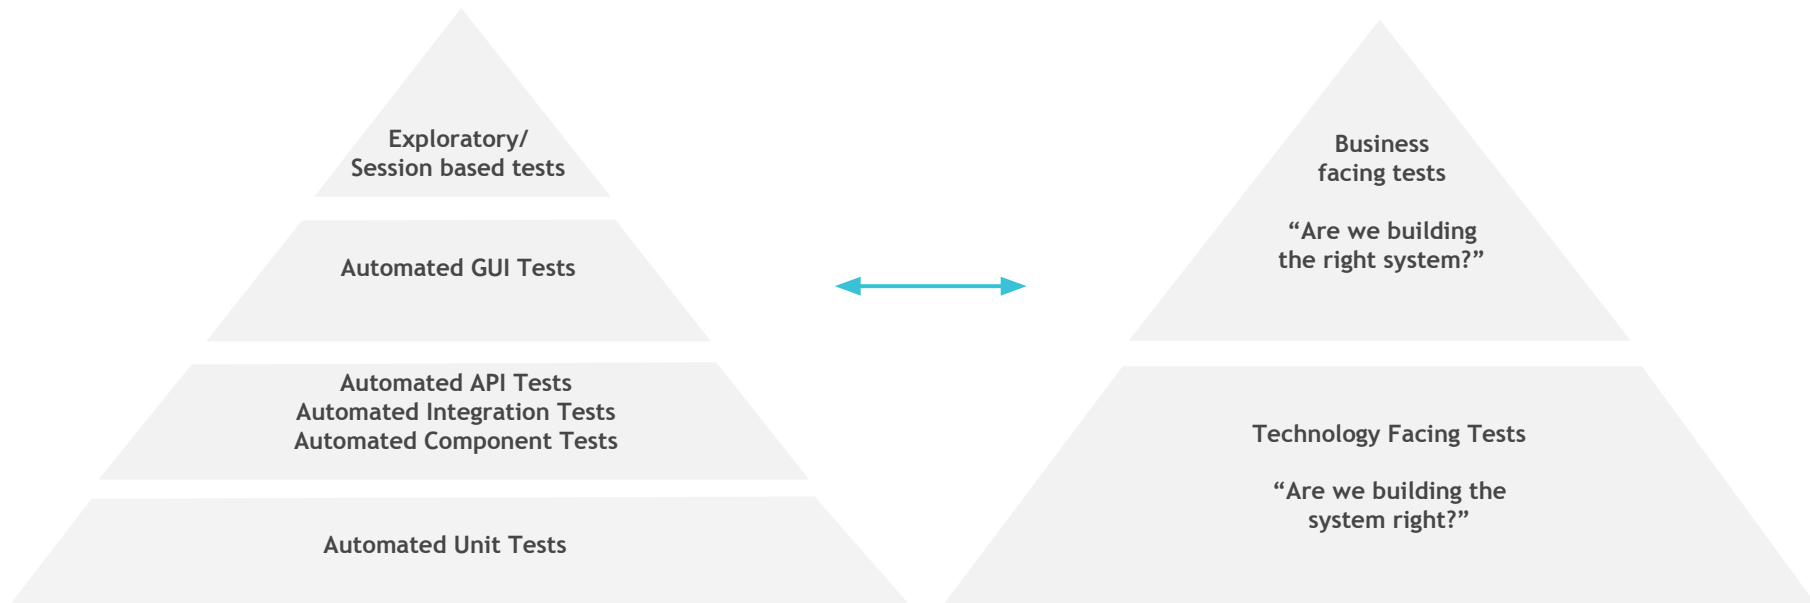 Exploratory/
Session based tests
Automated GUI Tests
Automated API Tests
Automated Integration Tests
Automated Component Tests
Automated Unit Tests
Business
facing tests
“Are we building
the right system?”
Technology Facing Tests
“Are we building the
system right?”